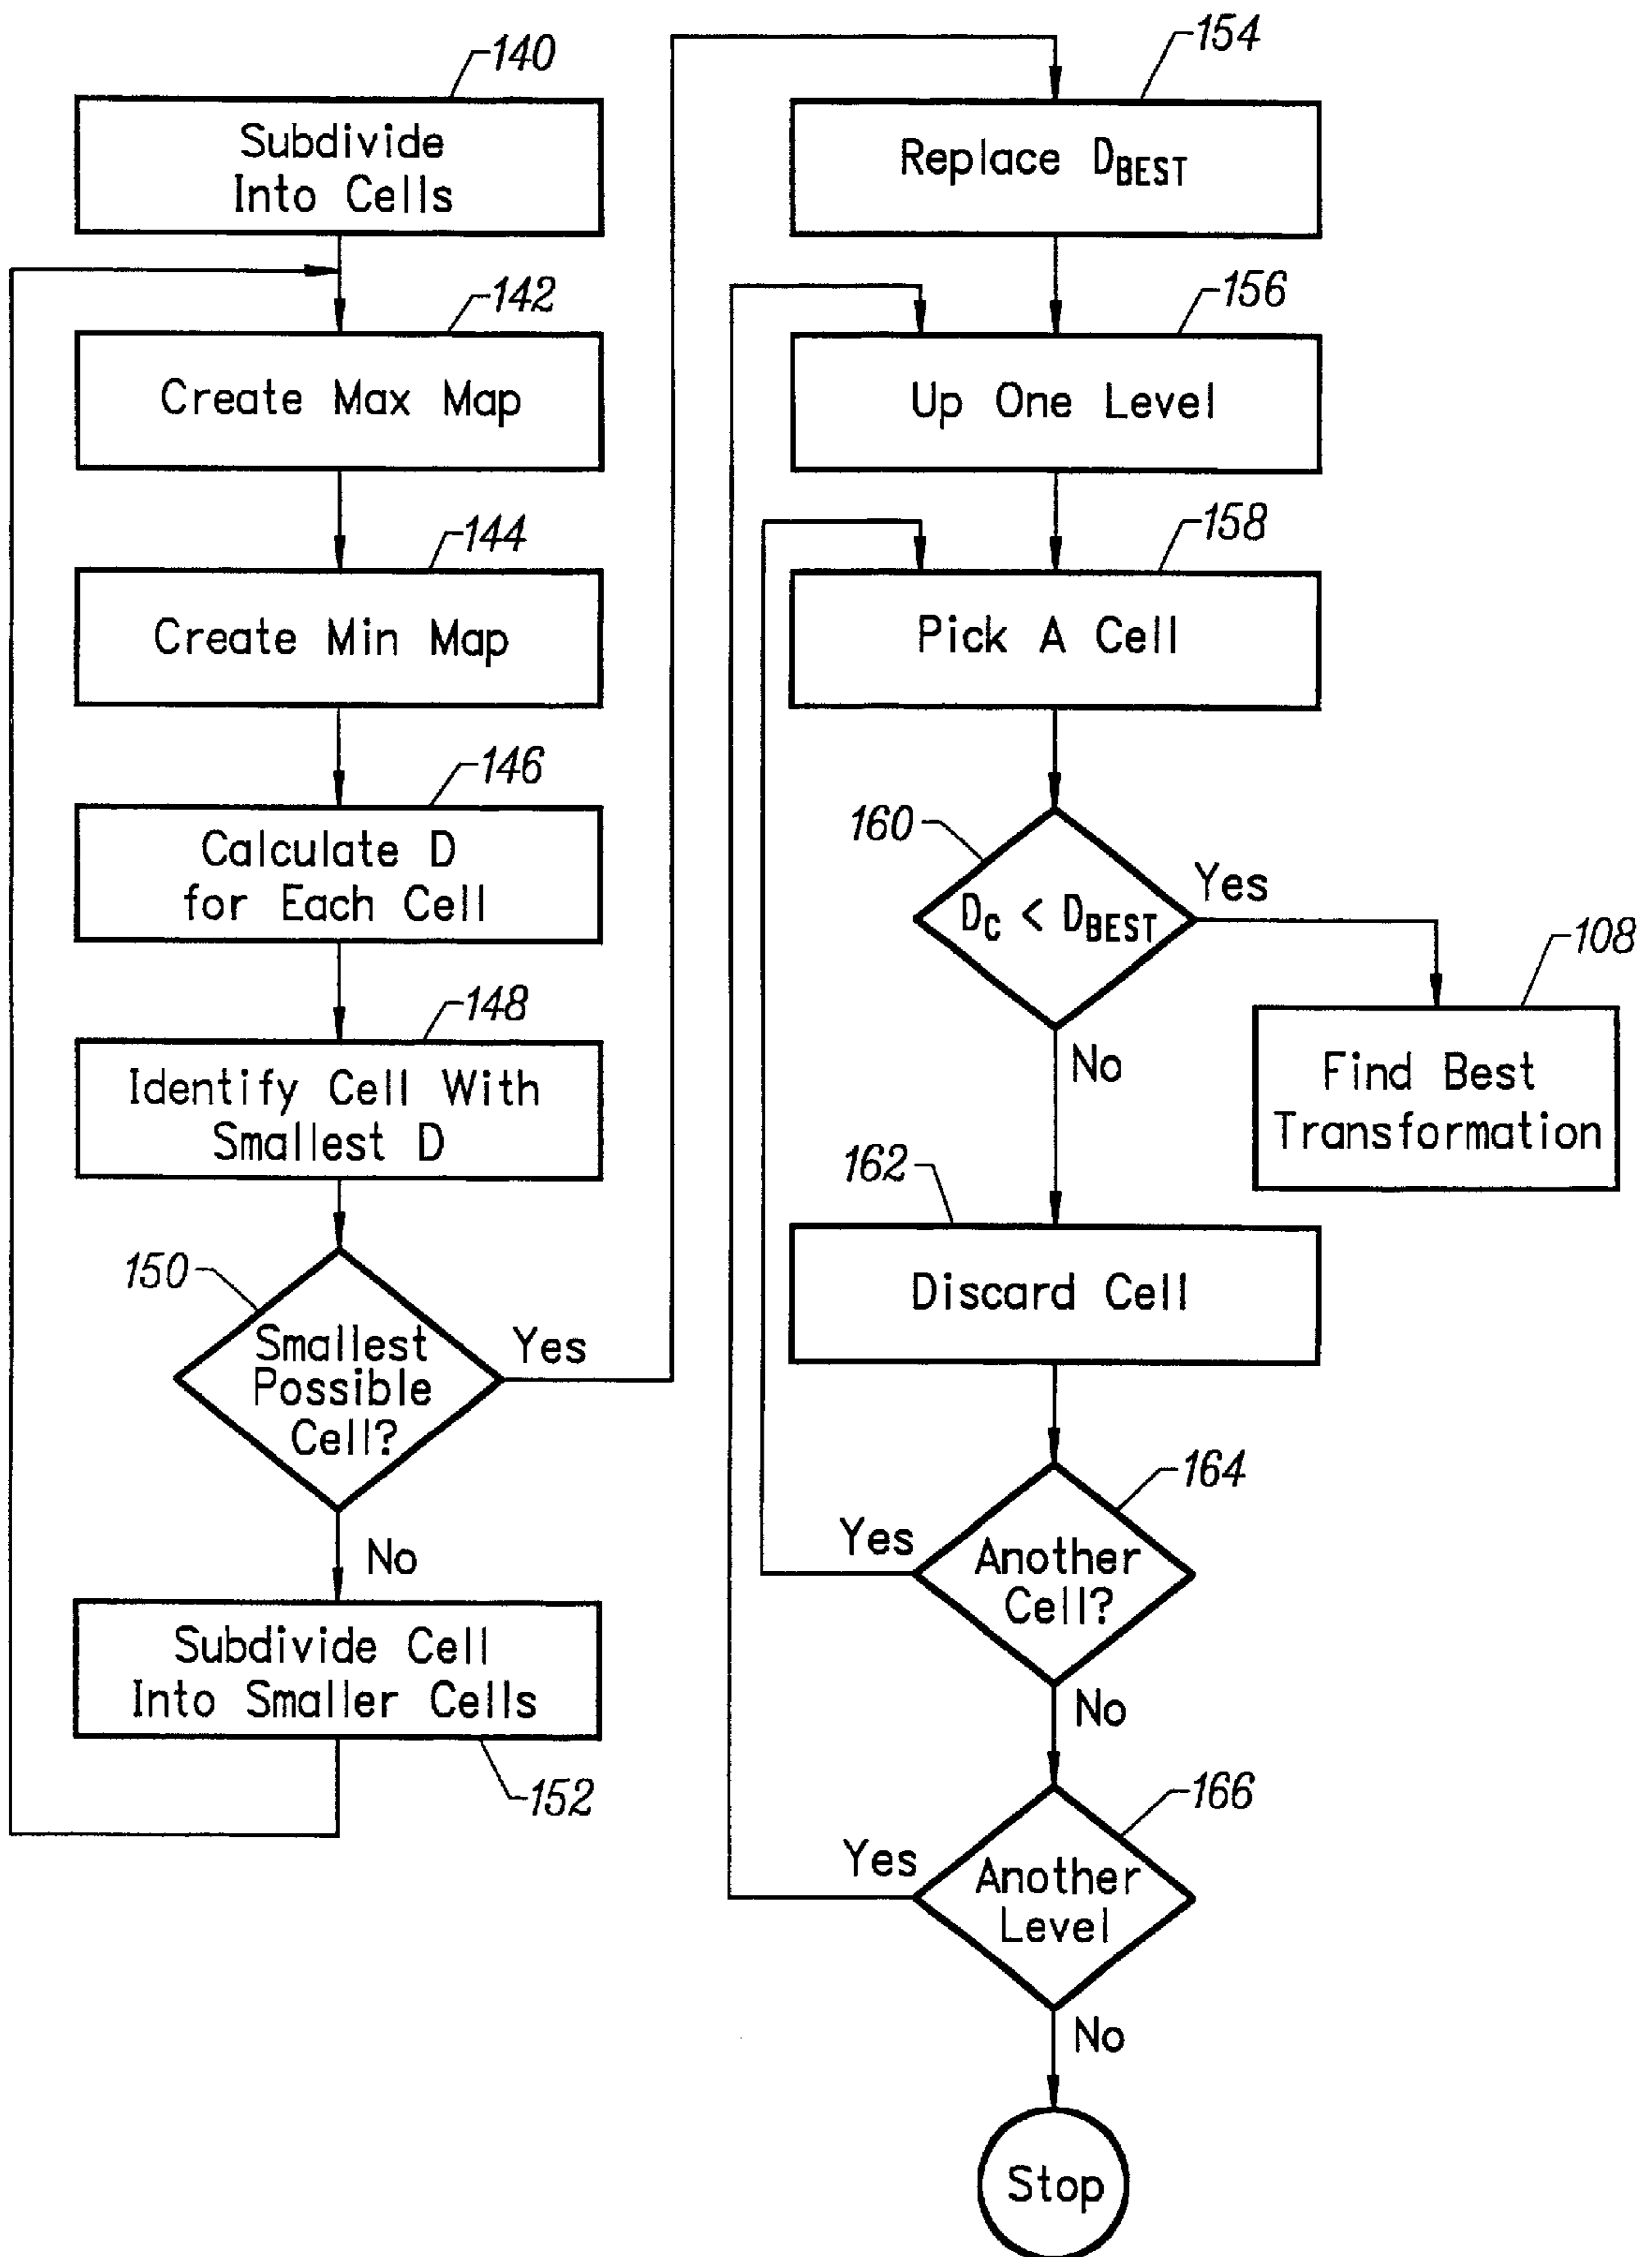 140
Subdivide
Into Cells
142
Create Max Map
144
Create Min Map
146
Calculate D
for Each Cell
148
Identify Cell With
Smallest D
150
Smallest
Possible
Cell?
Yes
No
Subdivide Cell
Into Smaller Cells
152
154
Replace D_BEST
156
Up One Level
158
Pick A Cell
160
D_C < D_BEST
Yes
No
108
Find Best
Transformation
162
Discard Cell
164
Another
Cell?
Yes
No
166
Another
Level
Yes
No
Stop